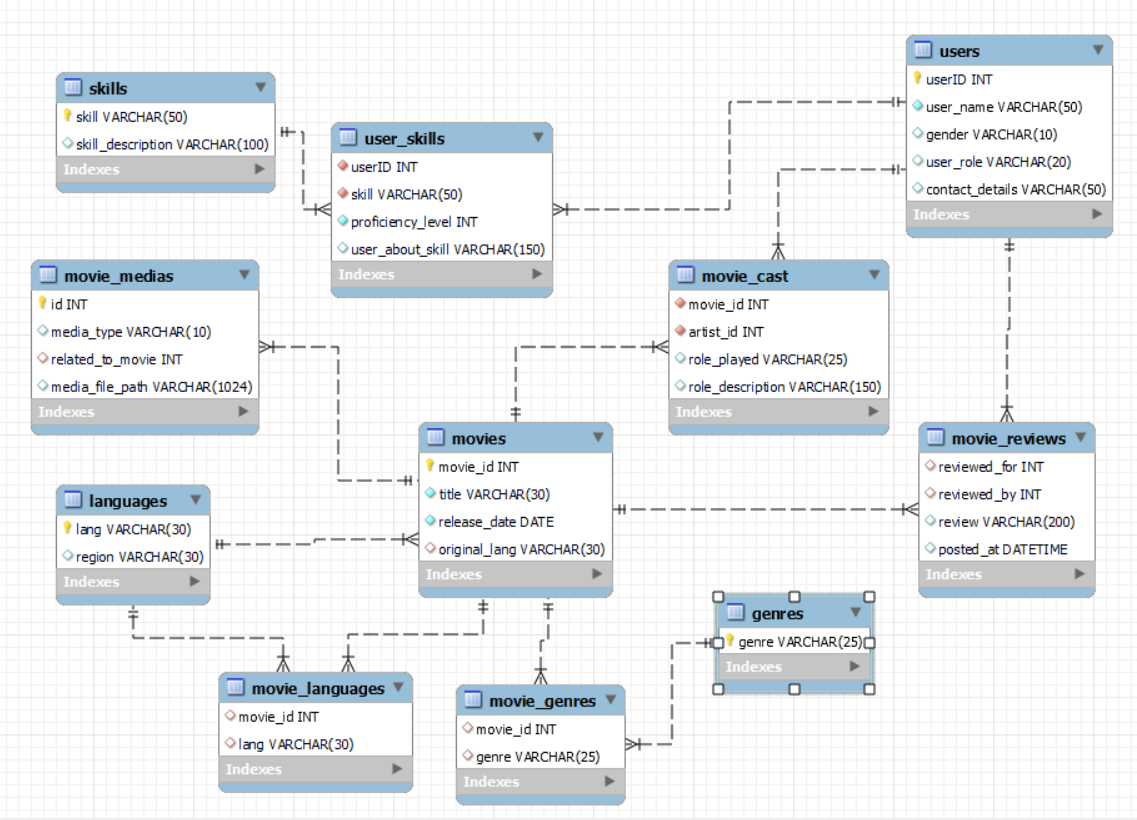 users
userID INT
user_name VARCHAR(50)
gender VARCHAR(10)
user_role VARCHAR(20)
contact_details VARCHAR(50)
Indexes
skills
skill VARCHAR(50)
skill_description VARCHAR(100)
Indexes
user_skills
userID INT
skill VARCHAR(50)
proficiency_level INT
user_about_skill VARCHAR(150)
Indexes
movie_medias
id INT
media_type VARCHAR(10)
related_to_movie INT
media_file_path VARCHAR(1024)
Indexes
movie_cast
movie_id INT
artist_id INT
role_played VARCHAR(25)
role_description VARCHAR(150)
Indexes
movies
movie_id INT
title VARCHAR(30)
release_date DATE
original_lang VARCHAR(30)
Indexes
movie_reviews
reviewed_for INT
reviewed_by INT
review VARCHAR(200)
posted_at DATETIME
Indexes
languages
lang VARCHAR(30)
region VARCHAR(30)
Indexes
genres
genre VARCHAR(25)
Indexes
movie_languages
movie_id INT
lang VARCHAR(30)
Indexes
movie_genres
movie_id INT
genre VARCHAR(25)
Indexes